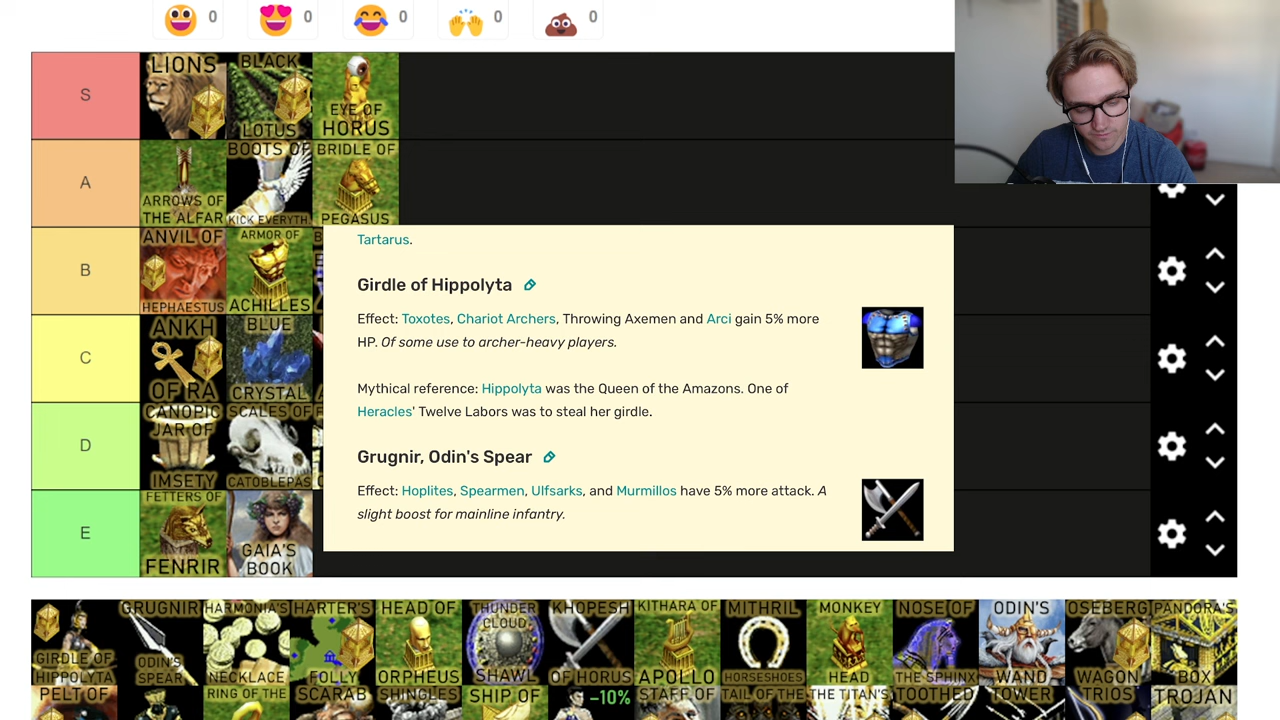 0
0
0
0
0
S
LIONS
BLACK
LOTUS
EYE OF
HORUS
A
ARROWS OF
THE ALFAR
BOOTS OF
KICK EVERYTH
BRIDLE OF
PEGASUS
B
ANVIL OF
HEPHAESTUS
ARMOR OF
ACHILLES
C
ANKH
OF RA
BLUE
CRYSTAL
D
CANOPIC
JAR OF
IMSETY
SCALES OF
CATOBLEPAS
E
FETTERS OF
FENRIR
GAIA'S
BOOK
Tartarus.
Girdle of Hippolyta
Effect: Toxotes, Chariot Archers, Throwing Axemen and Arci gain 5% more
HP. Of some use to archer-heavy players.
Mythical reference: Hippolyta was the Queen of the Amazons. One of
Heracles' Twelve Labors was to steal her girdle.
Grugnir, Odin's Spear
Effect: Hoplites, Spearmen, Ulfsarks, and Murmillos have 5% more attack. A
slight boost for mainline infantry.
GIRDLE OF
HIPPOLYTA
GRUGNIR
ODIN'S
SPEAR
HARMONIA'S
NECKLACE
HARTER'S
FOLLY
HEAD OF
ORPHEUS
THUNDER
CLOUD
SHAWL
KHOPESH
OF HORUS
KITHARA OF
APOLLO
MITHRIL
HORSESHOES
MONKEY
HEAD
NOSE OF
THE SPHINX
ODIN'S
WAND
OSEBERG
WAGON
PANDORA'S
BOX
PELT OF
RING OF THE
SCARAB
SHINGLES
SHIP OF
-10%
STAFF OF
TAIL OF THE
THE TITAN'S
TOOTHED
TOWER
TRIOS
TROJAN